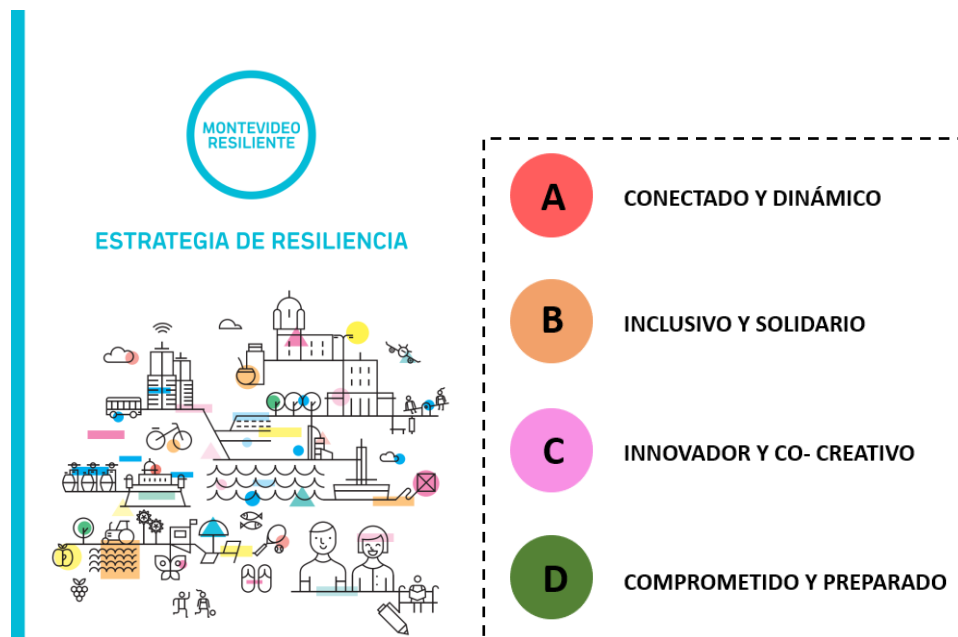 MONTEVIDEO
RESILIENTE
ESTRATEGIA DE RESILIENCIA
A CONECTADO Y DINÁMICO
B INCLUSIVO Y SOLIDARIO
C INNOVADOR Y CO- CREATIVO
D COMPROMETIDO Y PREPARADO